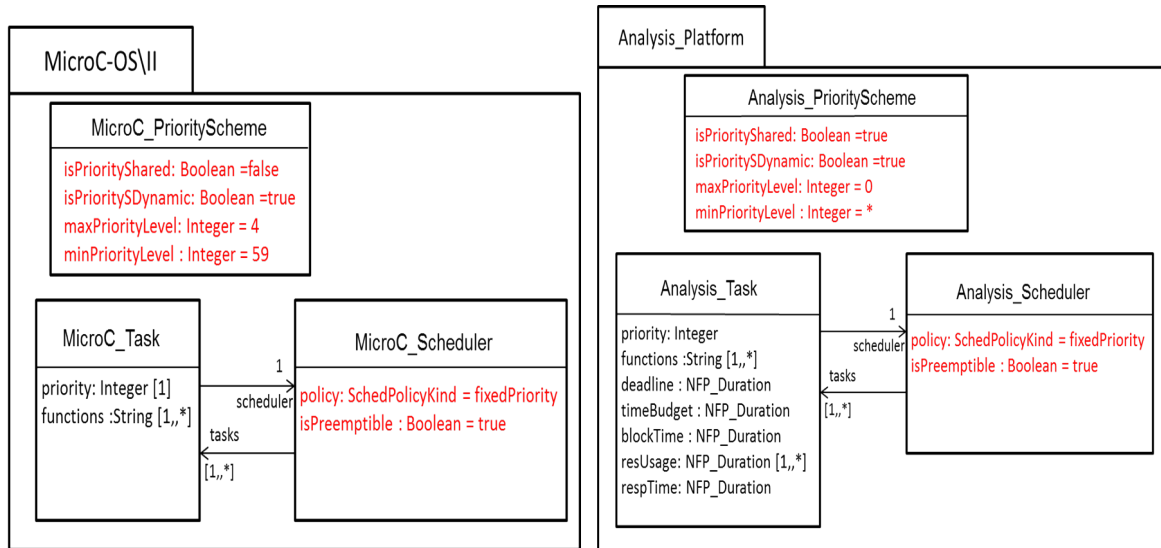 MicroC-OS\II
MicroC_PriorityScheme
isPriorityShared: Boolean =false
isPrioritySDynamic: Boolean =true
maxPriorityLevel: Integer = 4
minPriorityLevel : Integer = 59
MicroC_Task
priority: Integer [1]
functions :String [1,,*]
1
scheduler
tasks
[1,,*]
MicroC_Scheduler
policy: SchedPolicyKind = fixedPriority
isPreemptible : Boolean = true
Analysis_Platform
Analysis_PriorityScheme
isPriorityShared: Boolean =true
isPrioritySDynamic: Boolean =true
maxPriorityLevel: Integer = 0
minPriorityLevel : Integer = *
Analysis_Task
priority: Integer
functions :String [1,,*]
deadline : NFP_Duration
timeBudget : NFP_Duration
blockTime : NFP_Duration
resUsage: NFP_Duration [1,,*]
respTime: NFP_Duration
1
scheduler
tasks
[1,,*]
Analysis_Scheduler
policy: SchedPolicyKind = fixedPriority
isPreemptible : Boolean = true